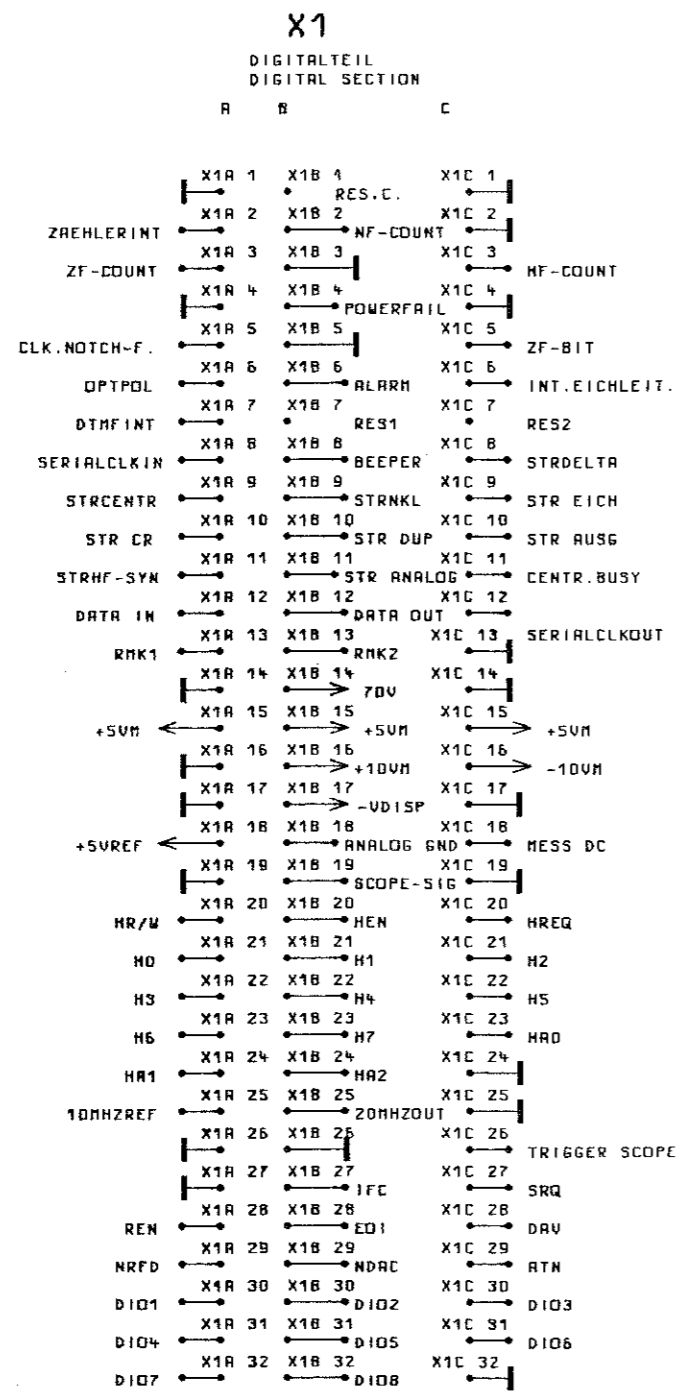 X1
DIGITALTEIL
DIGITAL SECTION
A B C
X1A 1 X1B 1 X1C 1
RES.C.
X1A 2 X1B 2 X1C 2
ZAEHLERINT NF-COUNT
X1A 3 X1B 3 X1C 3
ZF-COUNT HF-COUNT
X1A 4 X1B 4 X1C 4
POWERFAIL
X1A 5 X1B 5 X1C 5
CLK.NOTCH-F. ZF-BIT
X1A 6 X1B 6 X1C 6
OPTPOL ALARM INT.EICHLEIT.
X1A 7 X1B 7 X1C 7
DTMFINT RES1 RES2
X1A 8 X1B 8 X1C 8
SERIALCLKIN BEEPER STRDELTA
X1A 9 X1B 9 X1C 9
STRCENTR STRNKL STR EICH
X1A 10 X1B 10 X1C 10
STR CR STR DUP STR AUSG
X1A 11 X1B 11 X1C 11
STRHF-SYN STR ANALOG CENTR.BUSY
X1A 12 X1B 12 X1C 12
DATA IN DATA OUT
X1A 13 X1B 13 X1C 13 SERIALCLKOUT
RMK1 RMK2
X1A 14 X1B 14 X1C 14
70V
X1A 15 X1B 15 X1C 15
+5VM +5VM +5VM
X1A 16 X1B 16 X1C 16
+10VM -10VM
X1A 17 X1B 17 X1C 17
-VDISP
X1A 18 X1B 18 X1C 18
+5VREF ANALOG GND MESS DC
X1A 19 X1B 19 X1C 19
SCOPE-SIG
X1A 20 X1B 20 X1C 20
HR/W HEN HREQ
X1A 21 X1B 21 X1C 21
H0 H1 H2
X1A 22 X1B 22 X1C 22
H3 H4 H5
X1A 23 X1B 23 X1C 23
H6 H7 HA0
X1A 24 X1B 24 X1C 24
HA1 HA2
X1A 25 X1B 25 X1C 25
10MHZREF 20MHZOUT
X1A 26 X1B 26 X1C 26
TRIGGER SCOPE
X1A 27 X1B 27 X1C 27
IFC SRQ
X1A 28 X1B 28 X1C 28
REN EOI DAV
X1A 29 X1B 29 X1C 29
NRFD NDAC ATN
X1A 30 X1B 30 X1C 30
DIO1 DIO2 DIO3
X1A 31 X1B 31 X1C 31
DIO4 DIO5 DIO6
X1A 32 X1B 32 X1C 32
DIO7 DIO8